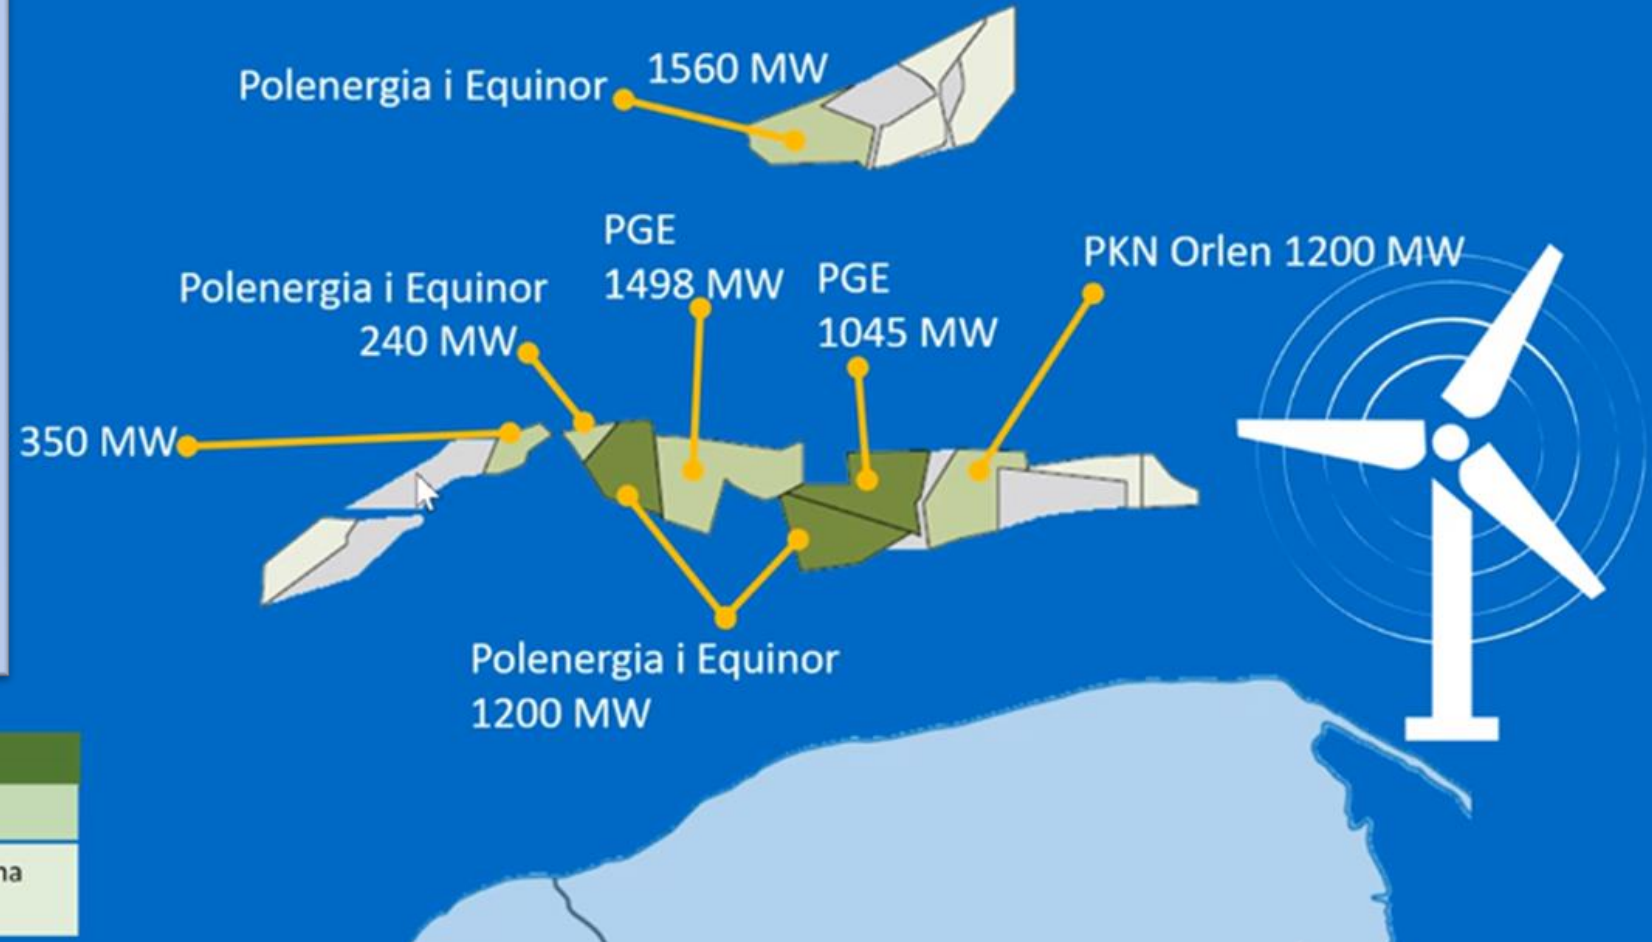 Polenergia i Equinor
1560 MW
PGE
1498 MW
PGE
1045 MW
PKN Orlen 1200 MW
Polenergia i Equinor
240 MW
350 MW
Polenergia i Equinor
1200 MW
na